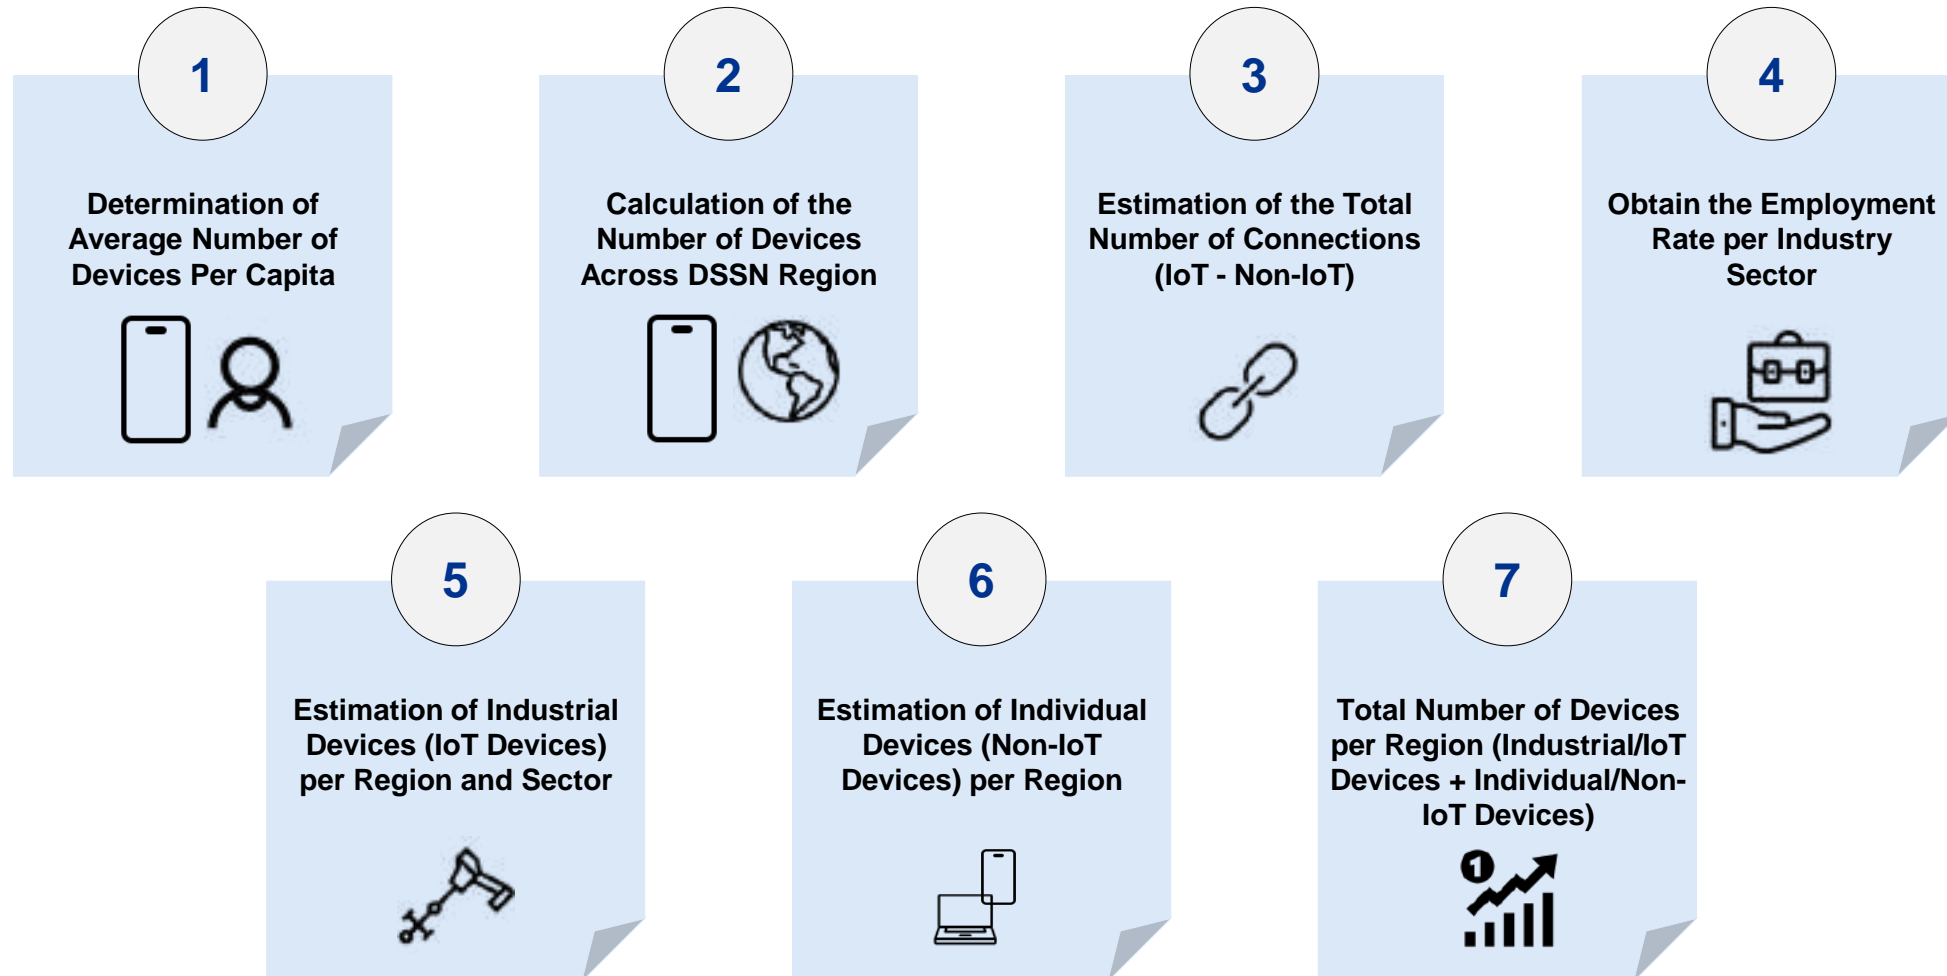 1
Determination of
Average Number of
Devices Per Capita
2
Calculation of the
Number of Devices
Across DSSN Region
3
Estimation of the Total
Number of Connections
(IoT - Non-IoT)
4
Obtain the Employment
Rate per Industry
Sector
5
Estimation of Industrial
Devices (IoT Devices)
per Region and Sector
6
Estimation of Individual
Devices (Non-IoT
Devices) per Region
7
Total Number of Devices
per Region (Industrial/IoT
Devices + Individual/Non-
IoT Devices)
1